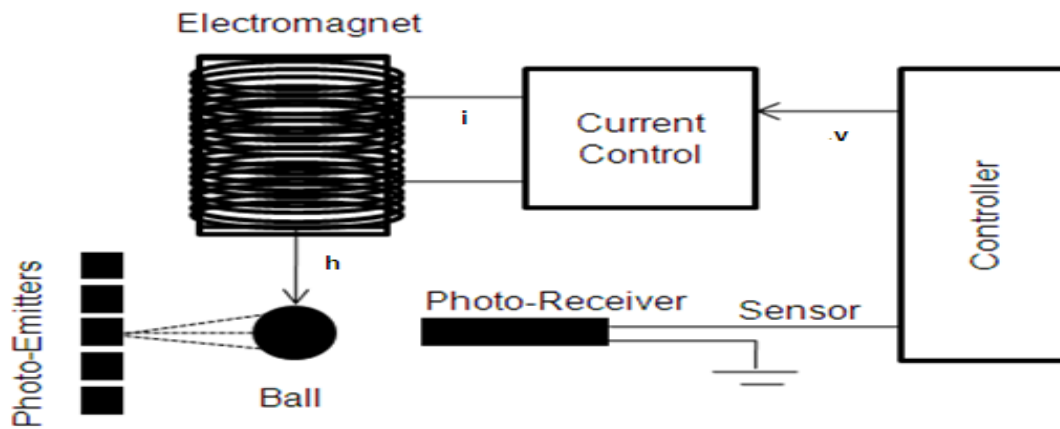 Electromagnet
i
Current
Control
v
Controller
h
Photo-Emitters
Photo-Receiver
Sensor
Ball